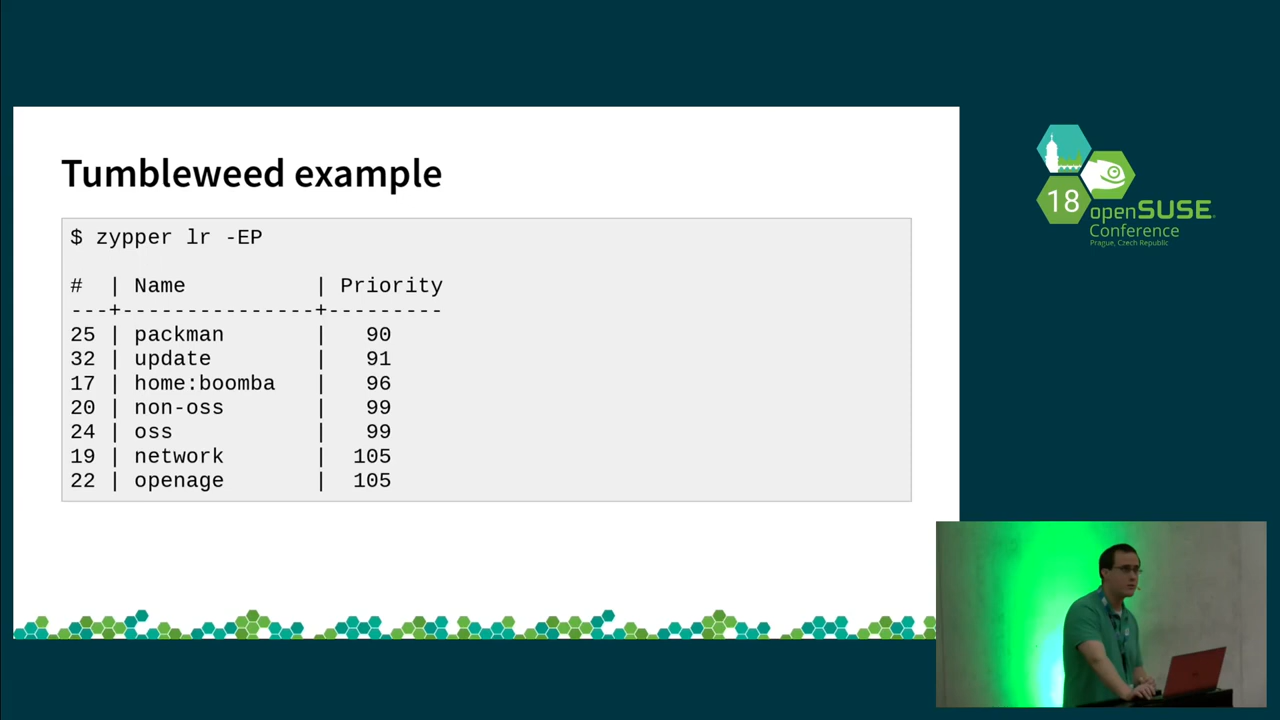 Tumbleweed example
$ zypper lr -EP
#  | Name          | Priority
---+---------------+---------
25 | packman       |   90
32 | update        |   91
17 | home:boomba   |   96
20 | non-oss       |   99
24 | oss           |   99
19 | network       |  105
22 | openage       |  105
18
openSUSE
Conference
Prague, Czech Republic